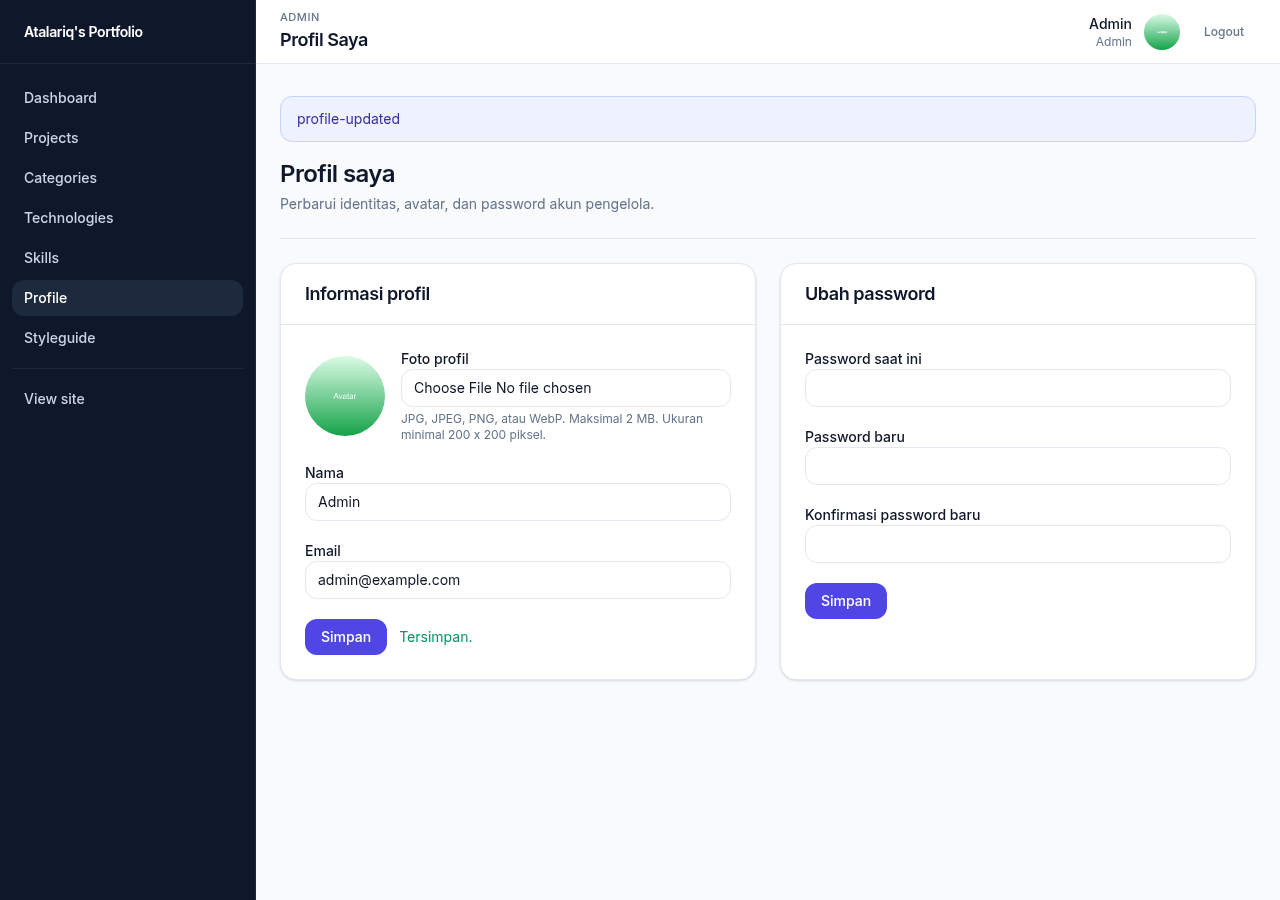 Atalariq's Portfolio
Dashboard
Projects
Categories
Technologies
Skills
Profile
Styleguide
View site
ADMIN
Profil Saya
Admin
Admin
Logout
profile-updated
Profil saya
Perbarui identitas, avatar, dan password akun pengelola.
Informasi profil
Avatar
Foto profil
Choose File No file chosen
JPG, JPEG, PNG, atau WebP. Maksimal 2 MB. Ukuran
minimal 200 x 200 piksel.
Nama
Admin
Email
admin@example.com
Simpan
Tersimpan.
Ubah password
Password saat ini
Password baru
Konfirmasi password baru
Simpan